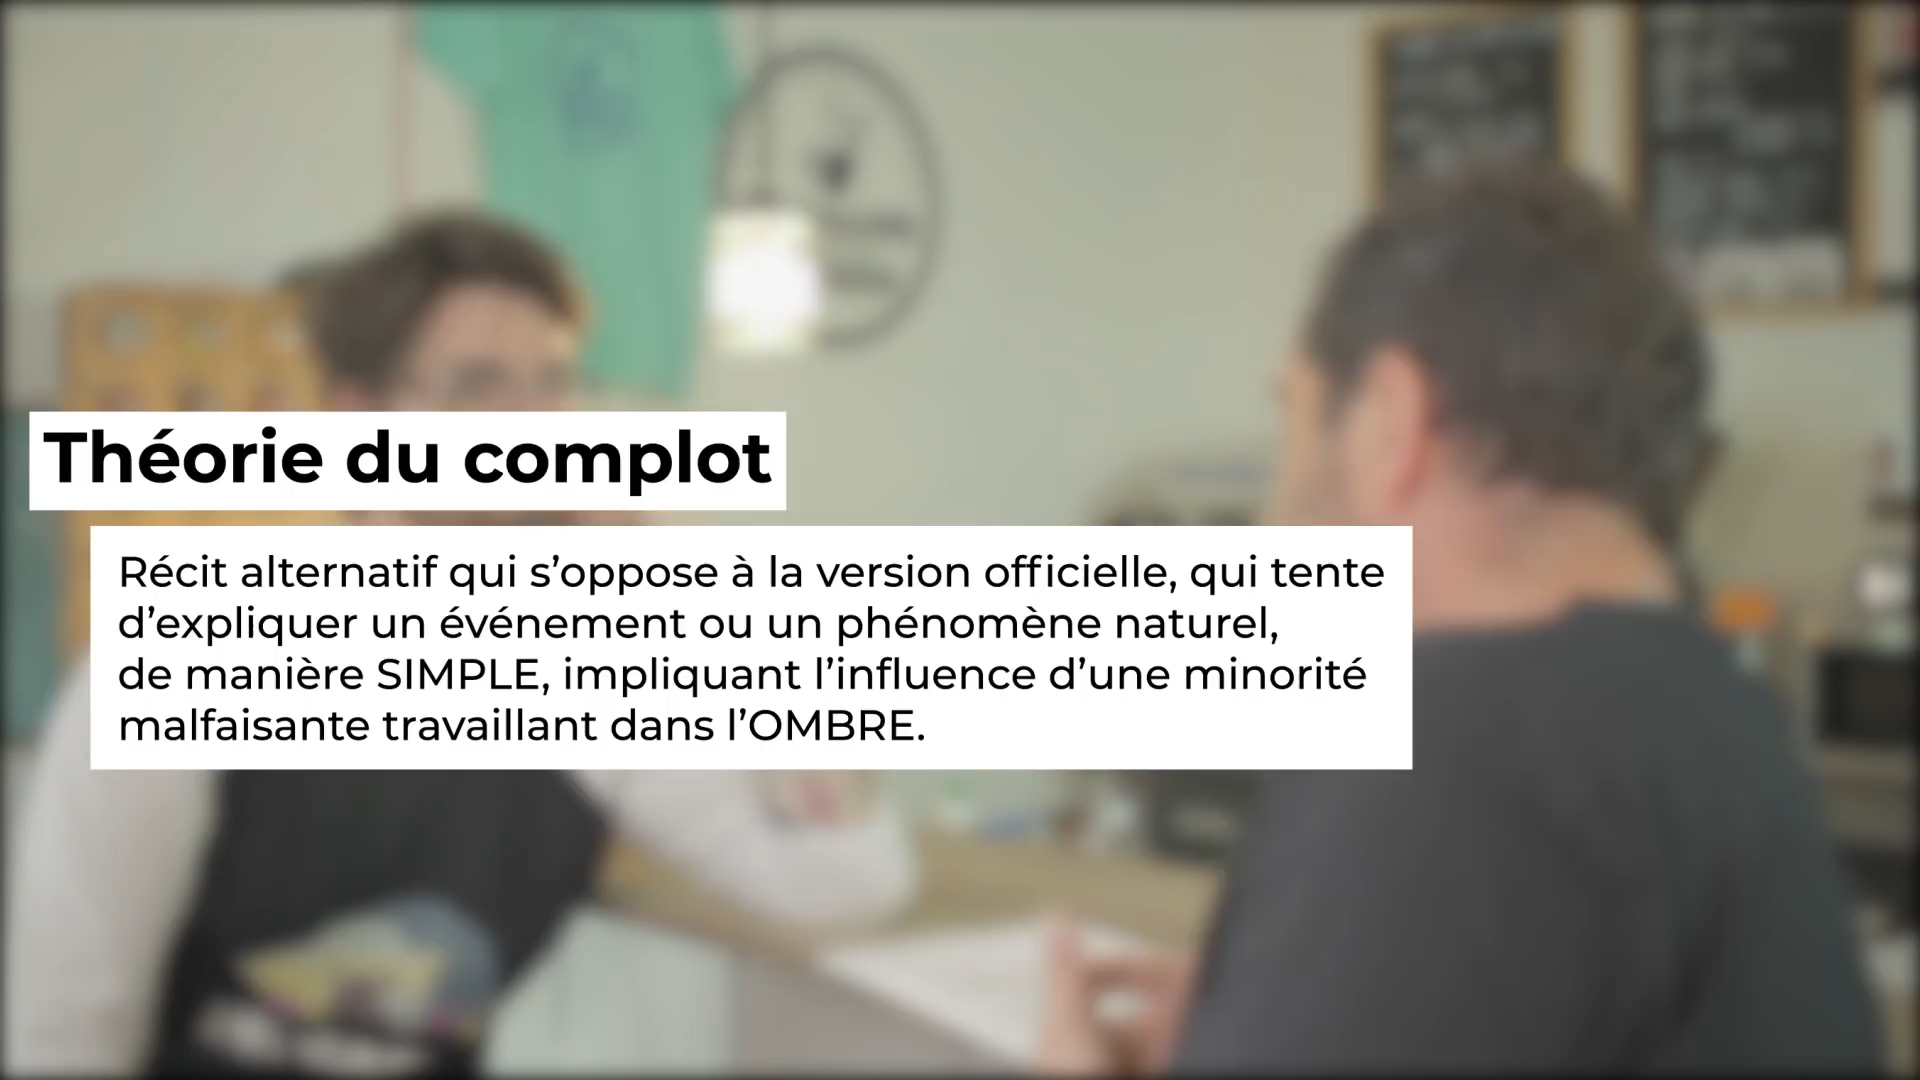 Théorie du complot
Récit alternatif qui s’oppose à la version officielle, qui tente
d’expliquer un événement ou un phénomène naturel,
de manière SIMPLE, impliquant l’influence d’une minorité
malfaisante travaillant dans l’OMBRE.